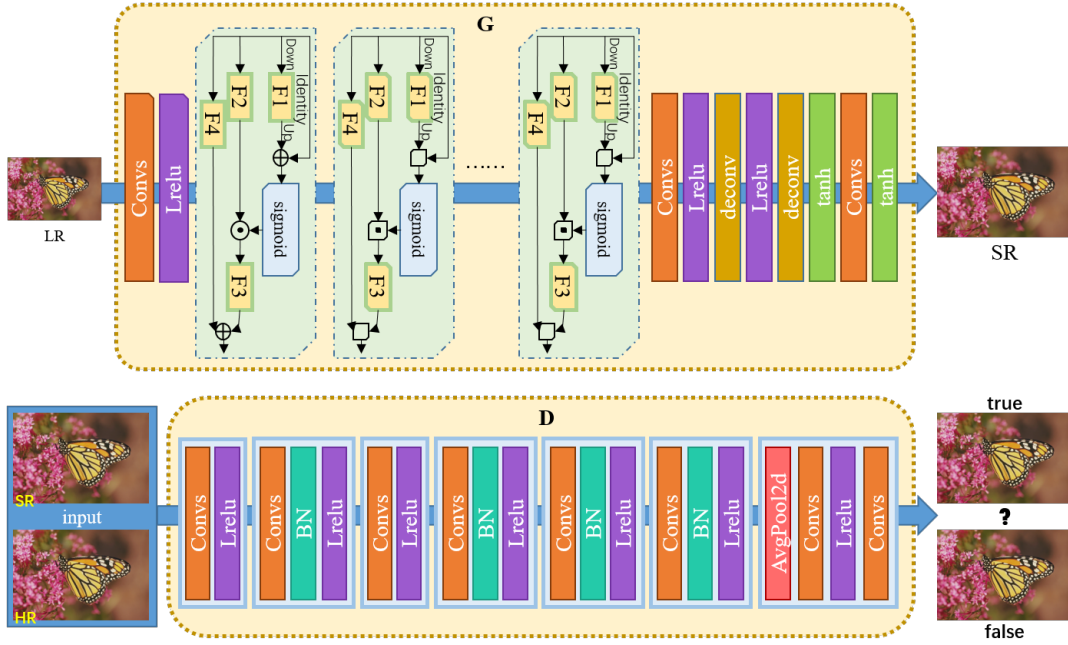 G
LR
Convs
Lrelu
F4
F2
F1
Down
Identity
Up
sigmoid
F3
F4
F2
F1
Down
Identity
Up
sigmoid
F3
......
F4
F2
F1
Down
Identity
Up
sigmoid
F3
Convs
Lrelu
deconv
Lrelu
deconv
tanh
Convs
tanh
SR
D
SR
input
HR
Convs
Lrelu
Convs
BN
Lrelu
Convs
Lrelu
Convs
BN
Lrelu
Convs
BN
Lrelu
Convs
BN
Lrelu
AvgPool2d
Convs
Lrelu
Convs
true
?
false